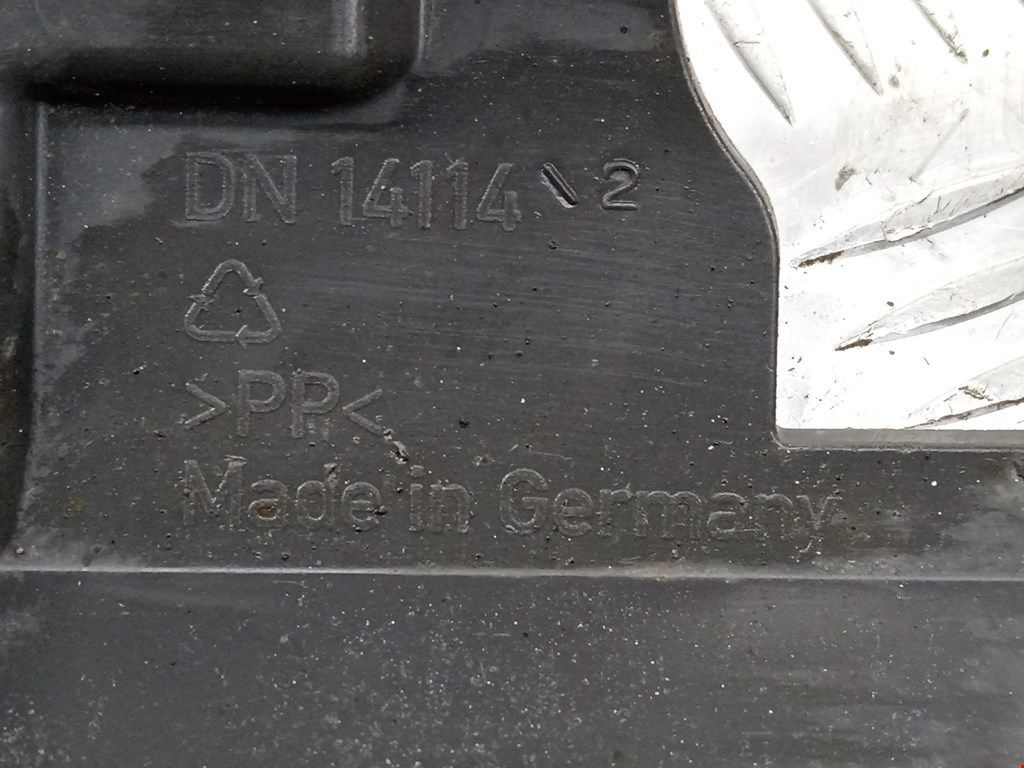 DN 14114 \ 2
>PP<
Made in Germany